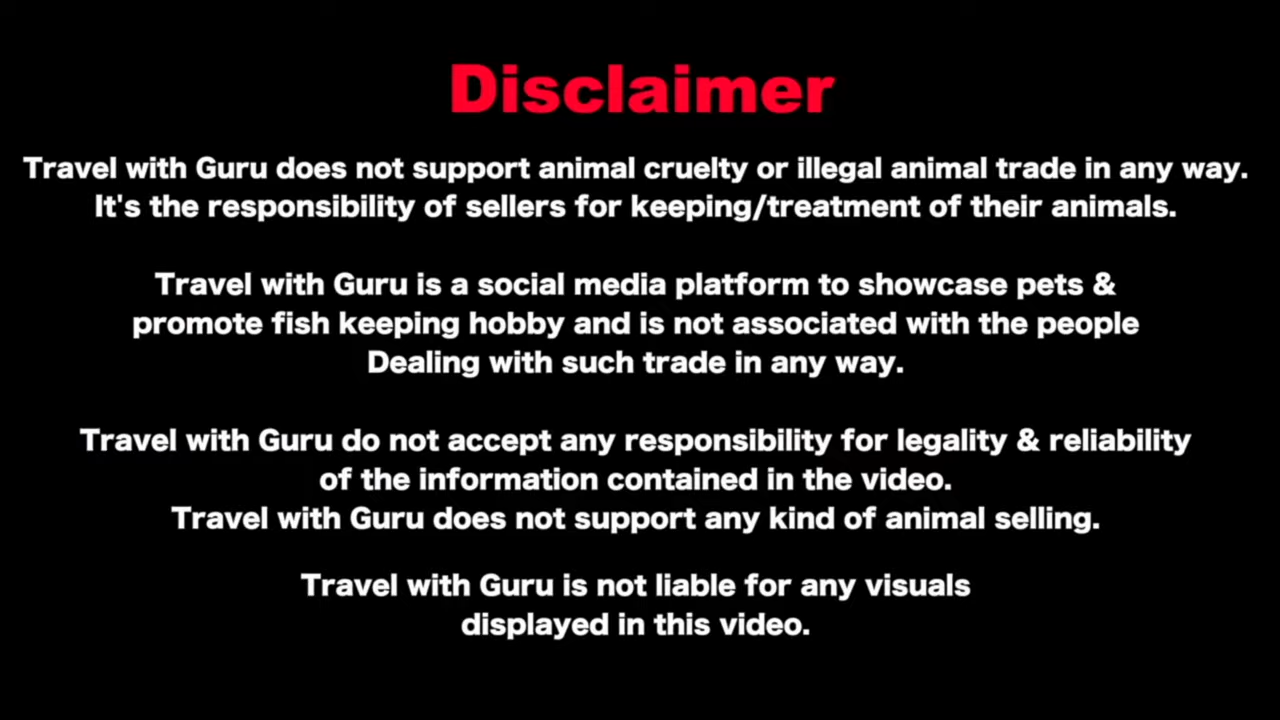 Disclaimer
Travel with Guru does not support animal cruelty or illegal animal trade in any way.
It's the responsibility of sellers for keeping/treatment of their animals.
Travel with Guru is a social media platform to showcase pets &
promote fish keeping hobby and is not associated with the people
Dealing with such trade in any way.
Travel with Guru do not accept any responsibility for legality & reliability
of the information contained in the video.
Travel with Guru does not support any kind of animal selling.
Travel with Guru is not liable for any visuals
displayed in this video.